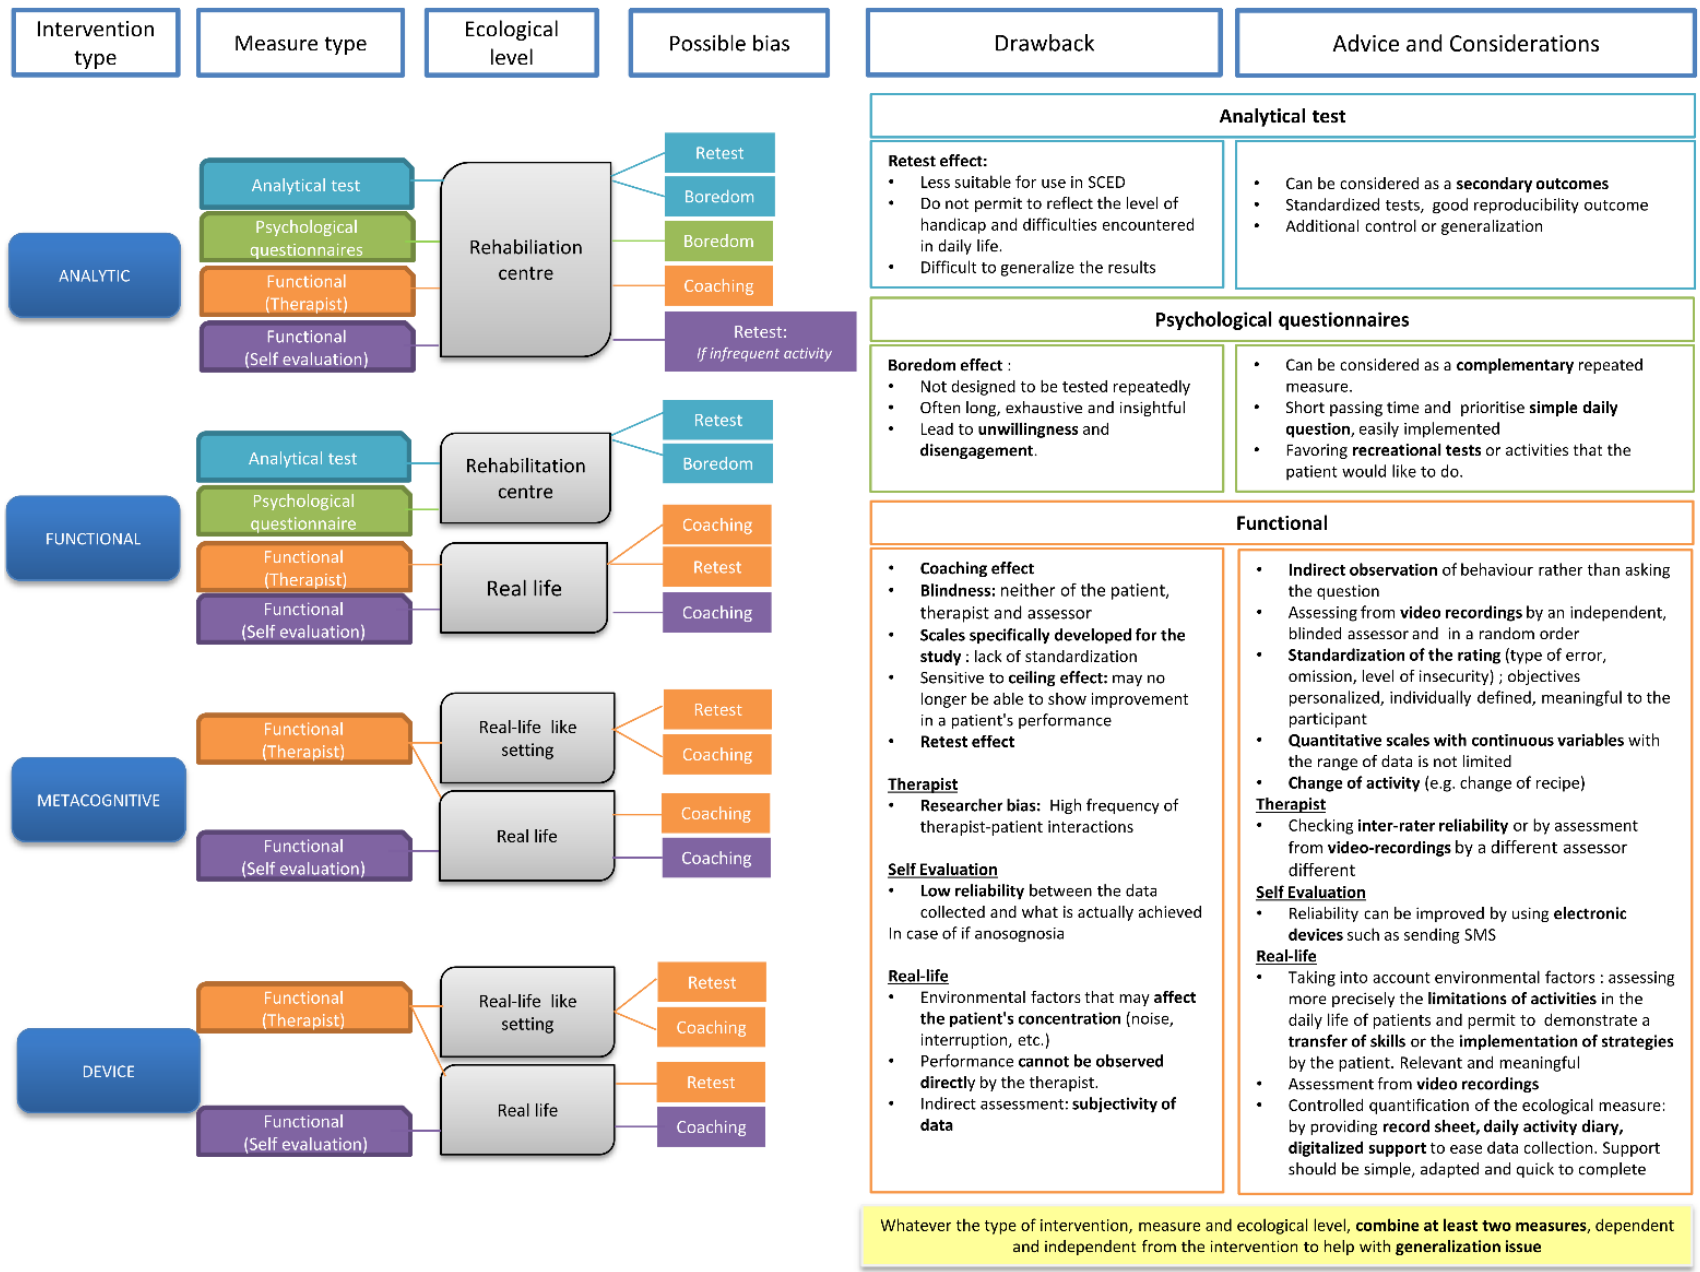 Intervention
type
Measure type
Ecological
level
Possible bias
Drawback
Advice and Considerations
ANALYTIC
Analytical test
Psychological
questionnaires
Functional
(Therapist)
Functional
(Self evaluation)
Rehabiliation
centre
Retest
Boredom
Boredom
Coaching
Retest:
If infrequent activity
FUNCTIONAL
Analytical test
Psychological
questionnaire
Functional
(Therapist)
Functional
(Self evaluation)
Rehabilitation
centre
Real life
Retest
Boredom
Coaching
Retest
Coaching
METACOGNITIVE
Functional
(Therapist)
Functional
(Self evaluation)
Real-life like
setting
Real life
Retest
Coaching
Coaching
Coaching
DEVICE
Functional
(Therapist)
Functional
(Self evaluation)
Real-life like
setting
Real life
Retest
Coaching
Retest
Coaching
Analytical test
Retest effect:
• Less suitable for use in SCED
• Do not permit to reflect the level of
handicap and difficulties encountered
in daily life.
• Difficult to generalize the results
• Can be considered as a secondary outcomes
• Standardized tests, good reproducibility outcome
• Additional control or generalization
Psychological questionnaires
Boredom effect :
• Not designed to be tested repeatedly
• Often long, exhaustive and insightful
• Lead to unwillingness and
disengagement.
• Can be considered as a complementary repeated
measure.
• Short passing time and prioritise simple daily
question, easily implemented
• Favoring recreational tests or activities that the
patient would like to do.
Functional
• Coaching effect
• Blindness: neither of the patient,
therapist and assessor
• Scales specifically developed for the
study : lack of standardization
• Sensitive to ceiling effect: may no
longer be able to show improvement
in a patient's performance
• Retest effect
Therapist
• Researcher bias: High frequency of
therapist-patient interactions
Self Evaluation
• Low reliability between the data
collected and what is actually achieved
In case of if anosognosia
Real-life
• Environmental factors that may affect
the patient's concentration (noise,
interruption, etc.)
• Performance cannot be observed
directly by the therapist.
• Indirect assessment: subjectivity of
data
• Indirect observation of behaviour rather than asking
the question
• Assessing from video recordings by an independent,
blinded assessor and in a random order
• Standardization of the rating (type of error,
omission, level of insecurity) ; objectives
personalized, individually defined, meaningful to the
participant
• Quantitative scales with continuous variables with
the range of data is not limited
• Change of activity (e.g. change of recipe)
Therapist
• Checking inter-rater reliability or by assessment
from video-recordings by a different assessor
different
Self Evaluation
• Reliability can be improved by using electronic
devices such as sending SMS
Real-life
• Taking into account environmental factors : assessing
more precisely the limitations of activities in the
daily life of patients and permit to demonstrate a
transfer of skills or the implementation of strategies
by the patient. Relevant and meaningful
• Assessment from video recordings
• Controlled quantification of the ecological measure:
by providing record sheet, daily activity diary,
digitalized support to ease data collection. Support
should be simple, adapted and quick to complete
Whatever the type of intervention, measure and ecological level, combine at least two measures, dependent
and independent from the intervention to help with generalization issue